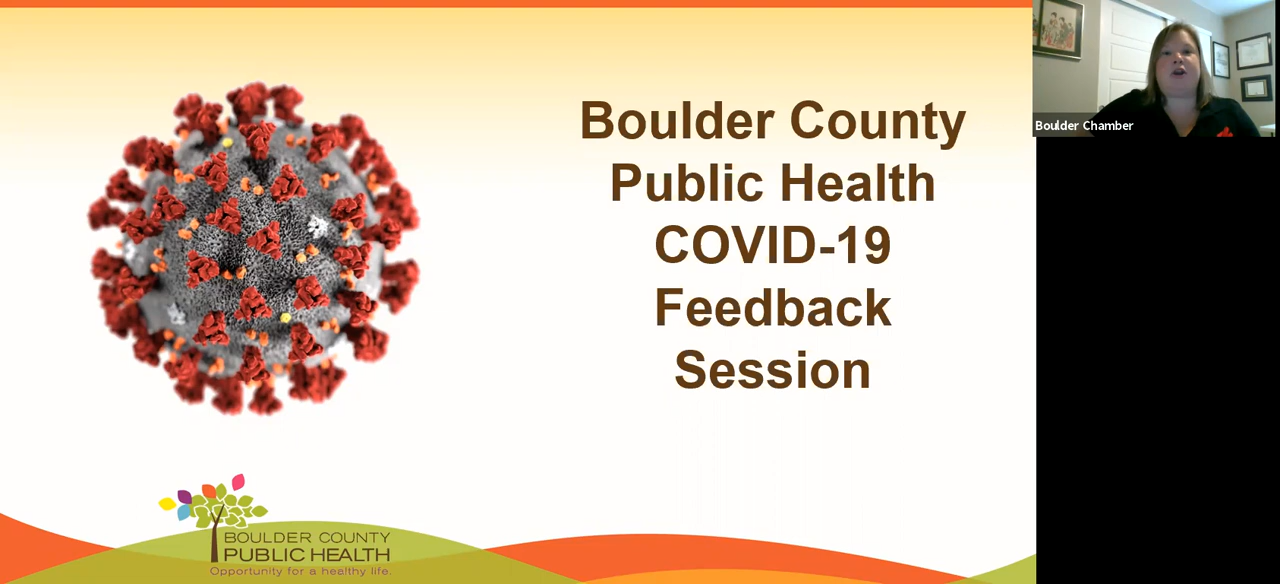 Boulder County
Public Health
COVID-19
Feedback
Session
Boulder Chamber
BOULDER COUNTY
PUBLIC HEALTH
Opportunity for a healthy life.